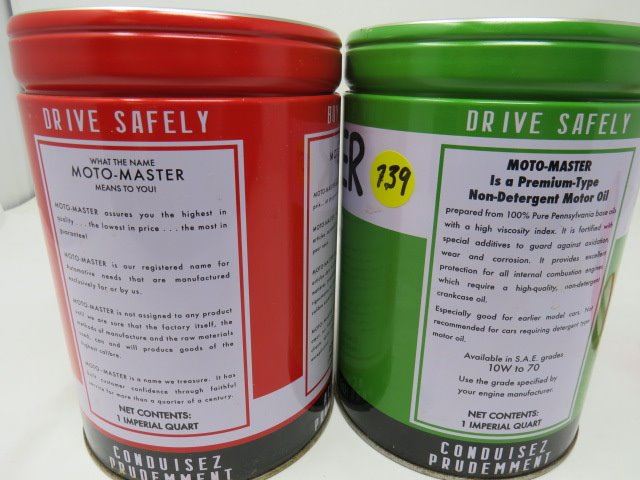 DRIVE SAFELY
WHAT THE NAME
MOTO-MASTER
MEANS TO YOU!
MOTO-MASTER assures you the highest in
quality . . . the lowest in price . . . the most in
guarantee!
MOTO-MASTER is our registered name for
Automotive needs that are manufactured
exclusively for or by us.
MOTO-MASTER is not assigned to any product
until we are sure that the factory itself, the
methods of manufacture and the raw materials
used, can and will produce goods of the
highest calibre.
MOTO-MASTER is a name we treasure. It has
built customer confidence through faithful
service for more than a quarter of a century.
NET CONTENTS:
1 IMPERIAL QUART
CONDUISEZ
PRUDEMMENT
ER
739
DRIVE SAFELY
MOTO-MASTER
Is a Premium-Type
Non-Detergent Motor Oil
prepared from 100% Pure Pennsylvania base oils
with a high viscosity index. It is fortified with
special additives to guard against oxidation,
wear and corrosion. It provides excellent
protection for all internal combustion engines
which require a high-quality, non-detergent
crankcase oil.
Especially good for earlier model cars. Not
recommended for cars requiring detergent type
motor oil.
Available in S.A.E. grades
10W to 70
Use the grade specified by
your engine manufacturer.
NET CONTENTS:
1 IMPERIAL QUART
CONDUISEZ
PRUDEMMENT